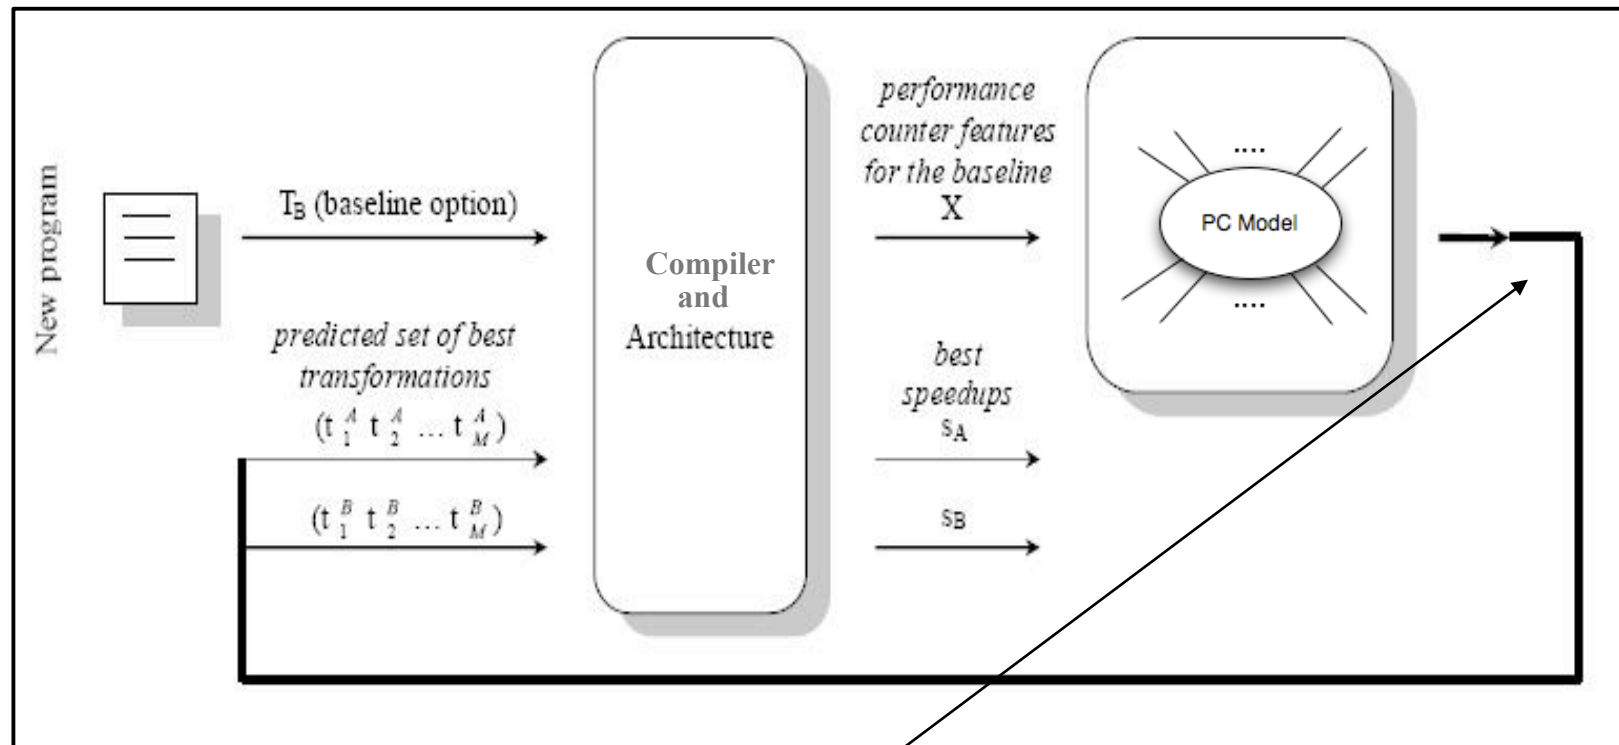 New program
T_B (baseline option)
predicted set of best
transformations
(t_1^A t_2^A ... t_M^A)
(t_1^B t_2^B ... t_M^B)
Compiler
and
Architecture
performance
counter features
for the baseline
X
best
speedups
s_A
s_B
....
PC Model
....